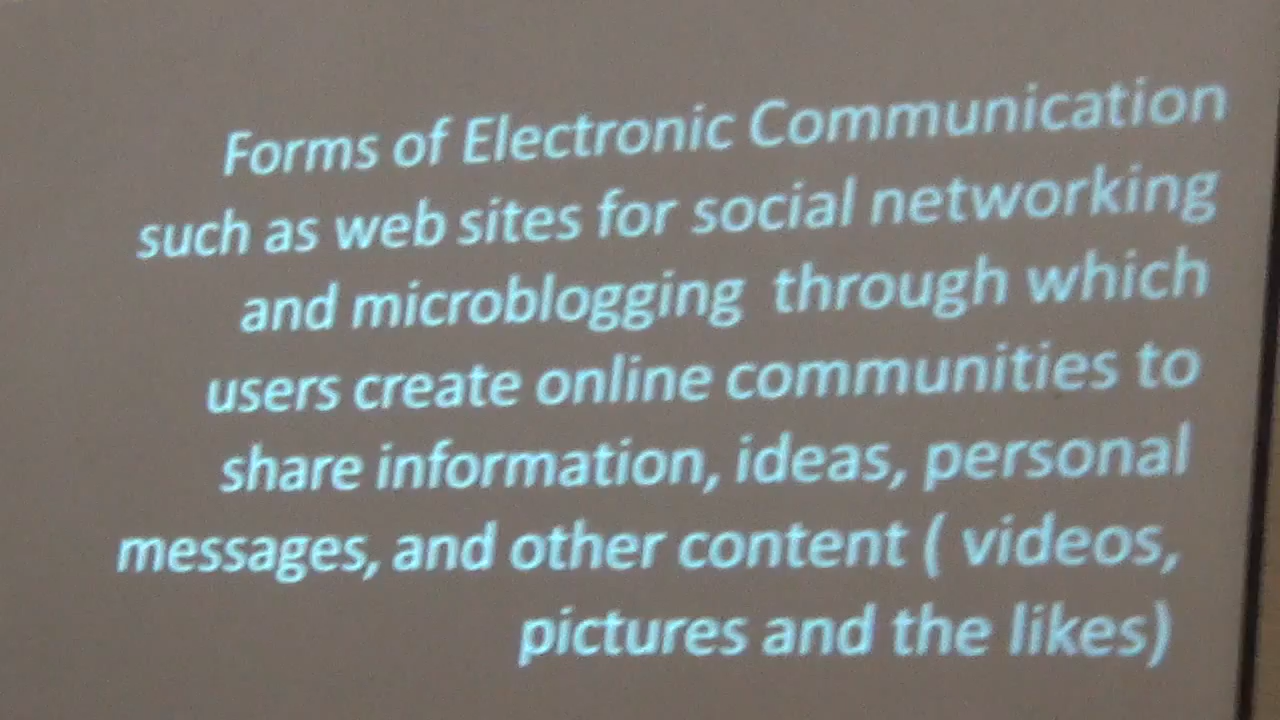 Forms of Electronic Communication
such as web sites for social networking
and microblogging through which
users create online communities to
share information, ideas, personal
messages, and other content ( videos,
pictures and the likes)